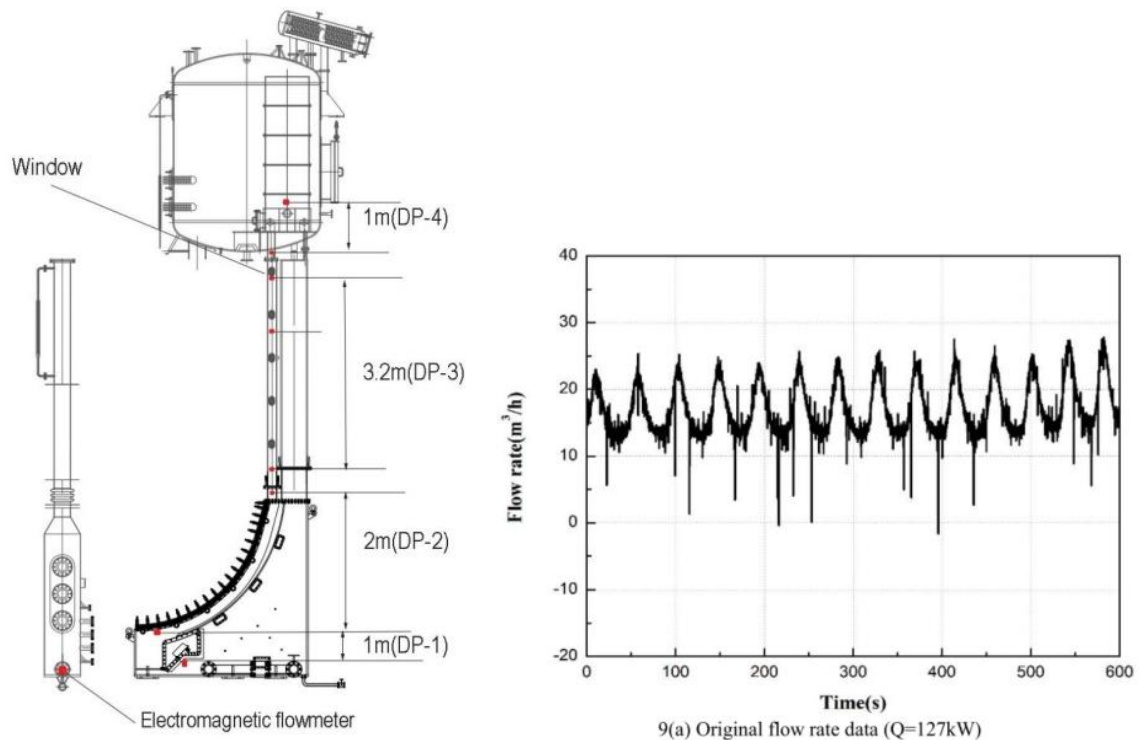 Window
1m(DP-4)
3.2m(DP-3)
2m(DP-2)
1m(DP-1)
Electromagnetic flowmeter
40
30
20
10
0
-10
-20
Flow rate(m³/h)
0 100 200 300 400 500 600
Time(s)
9(a) Original flow rate data (Q=127kW)